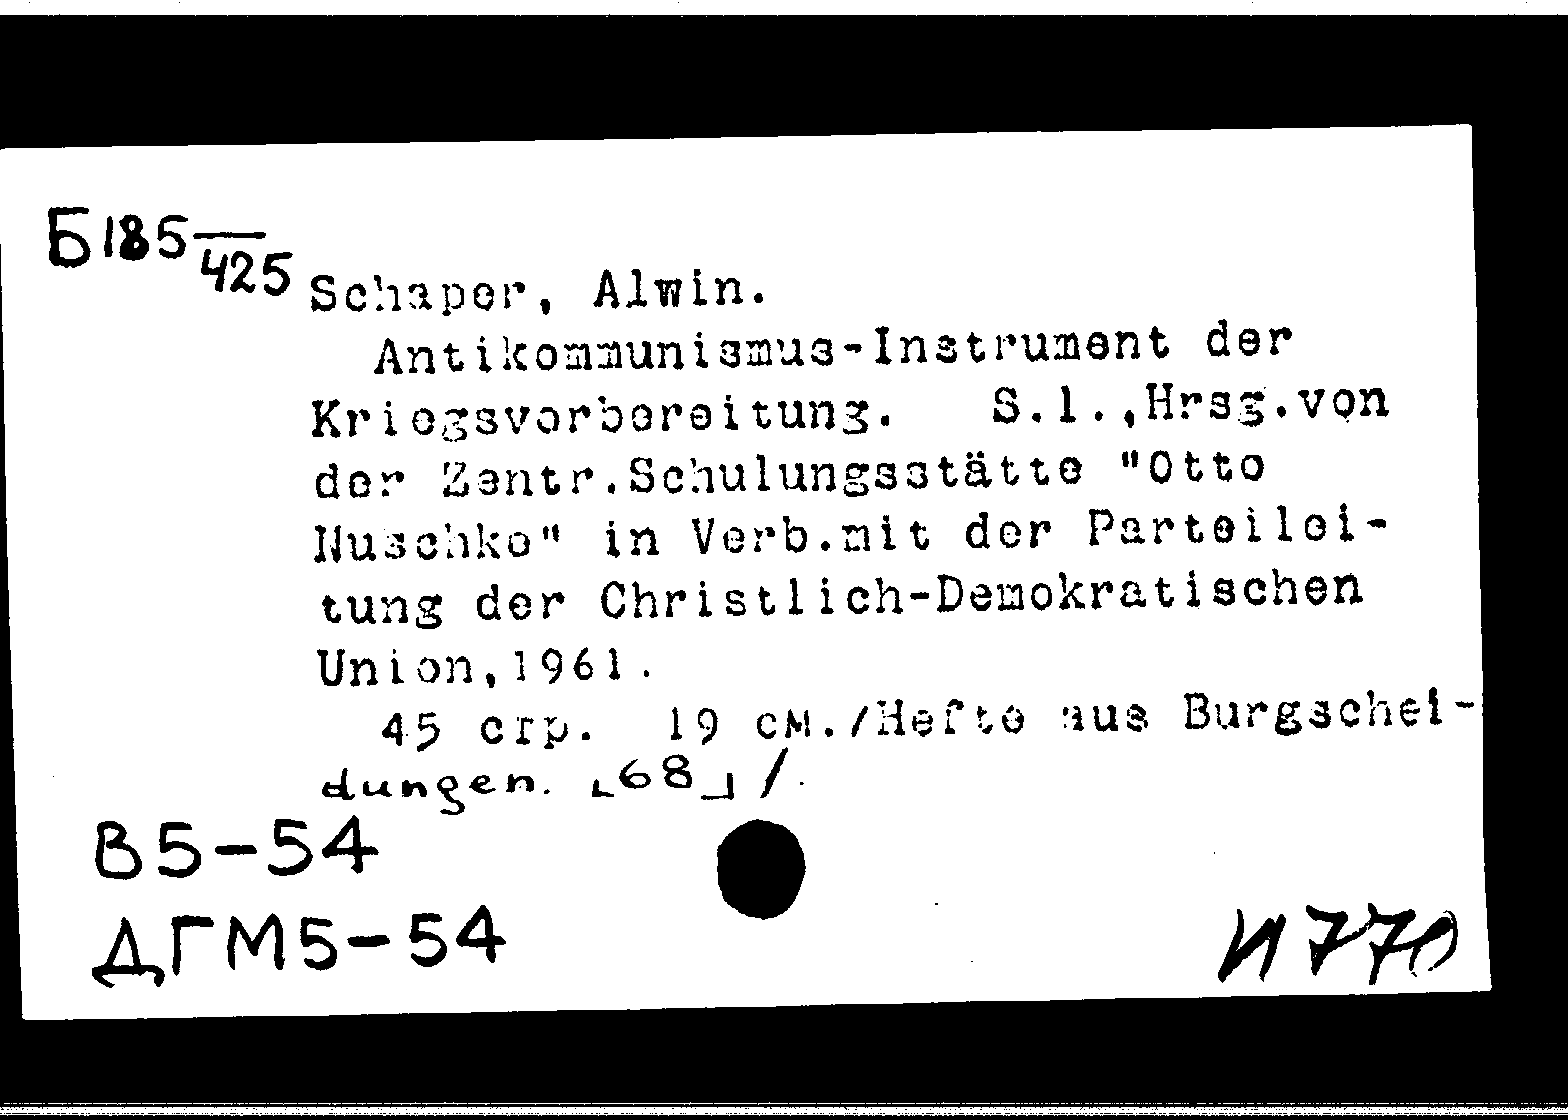 Б185/425
Schaper, Alwin.
Antikommunismus-Instrument der
Kriegsvorbereitung. S.l.,Hrsg.von
der Zentr.Schulungsstätte "Otto
Nuschke" in Verb.mit der Parteilei-
tung der Christlich-Demokratischen
Union,1961.
45 стр. 19 см./Hefte aus Burgschei-
dungen. ⌞68⌟/.
В5-54
ДГМ5-54
И770